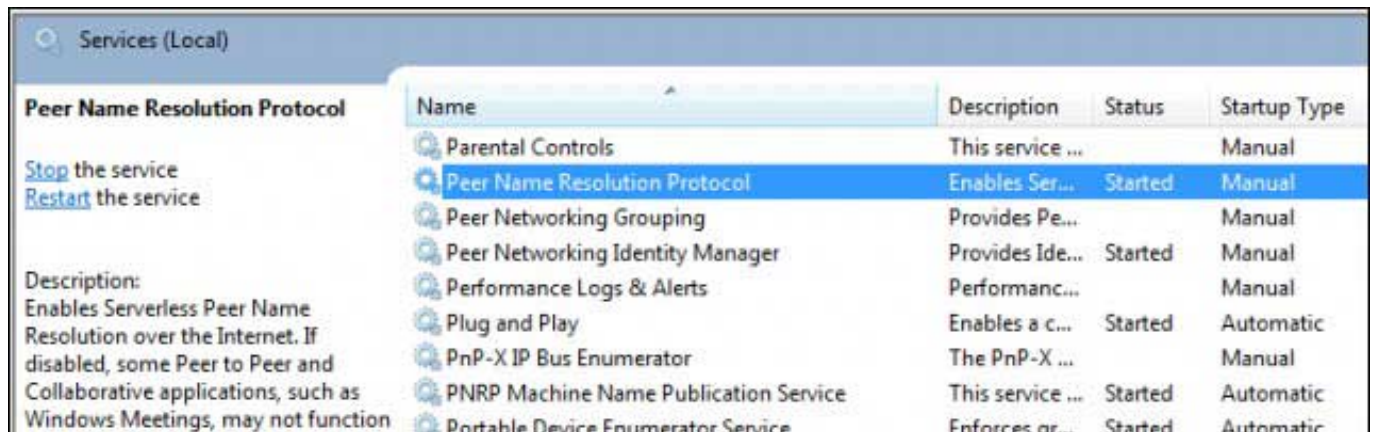 Services (Local)
Peer Name Resolution Protocol
Stop the service
Restart the service
Description:
Enables Serverless Peer Name
Resolution over the Internet. If
disabled, some Peer to Peer and
Collaborative applications, such as
Windows Meetings, may not function
Name Description Status Startup Type
Parental Controls This service ... Manual
Peer Name Resolution Protocol Enables Ser... Started Manual
Peer Networking Grouping Provides Pe... Manual
Peer Networking Identity Manager Provides Ide... Started Manual
Performance Logs & Alerts Performanc... Manual
Plug and Play Enables a c... Started Automatic
PnP-X IP Bus Enumerator The PnP-X ... Manual
PNRP Machine Name Publication Service This service ... Started Automatic
Portable Device Enumerator Service Enforces gr... Started Automatic